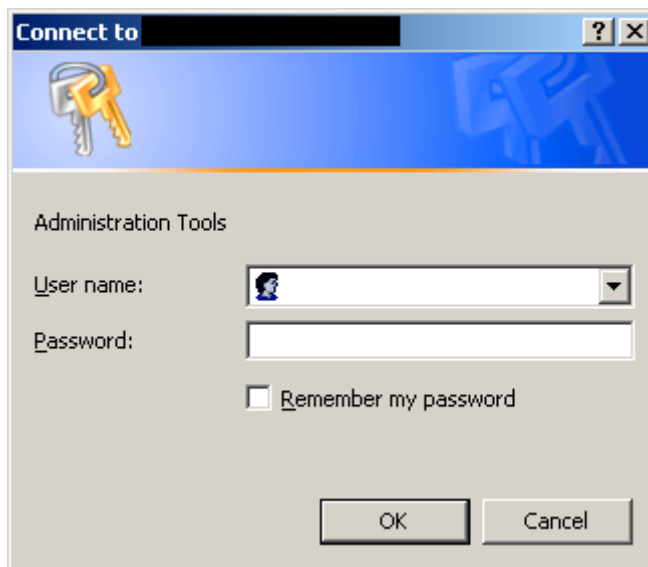 Connect to
Administration Tools
User name:
Password:
Remember my password
OK
Cancel